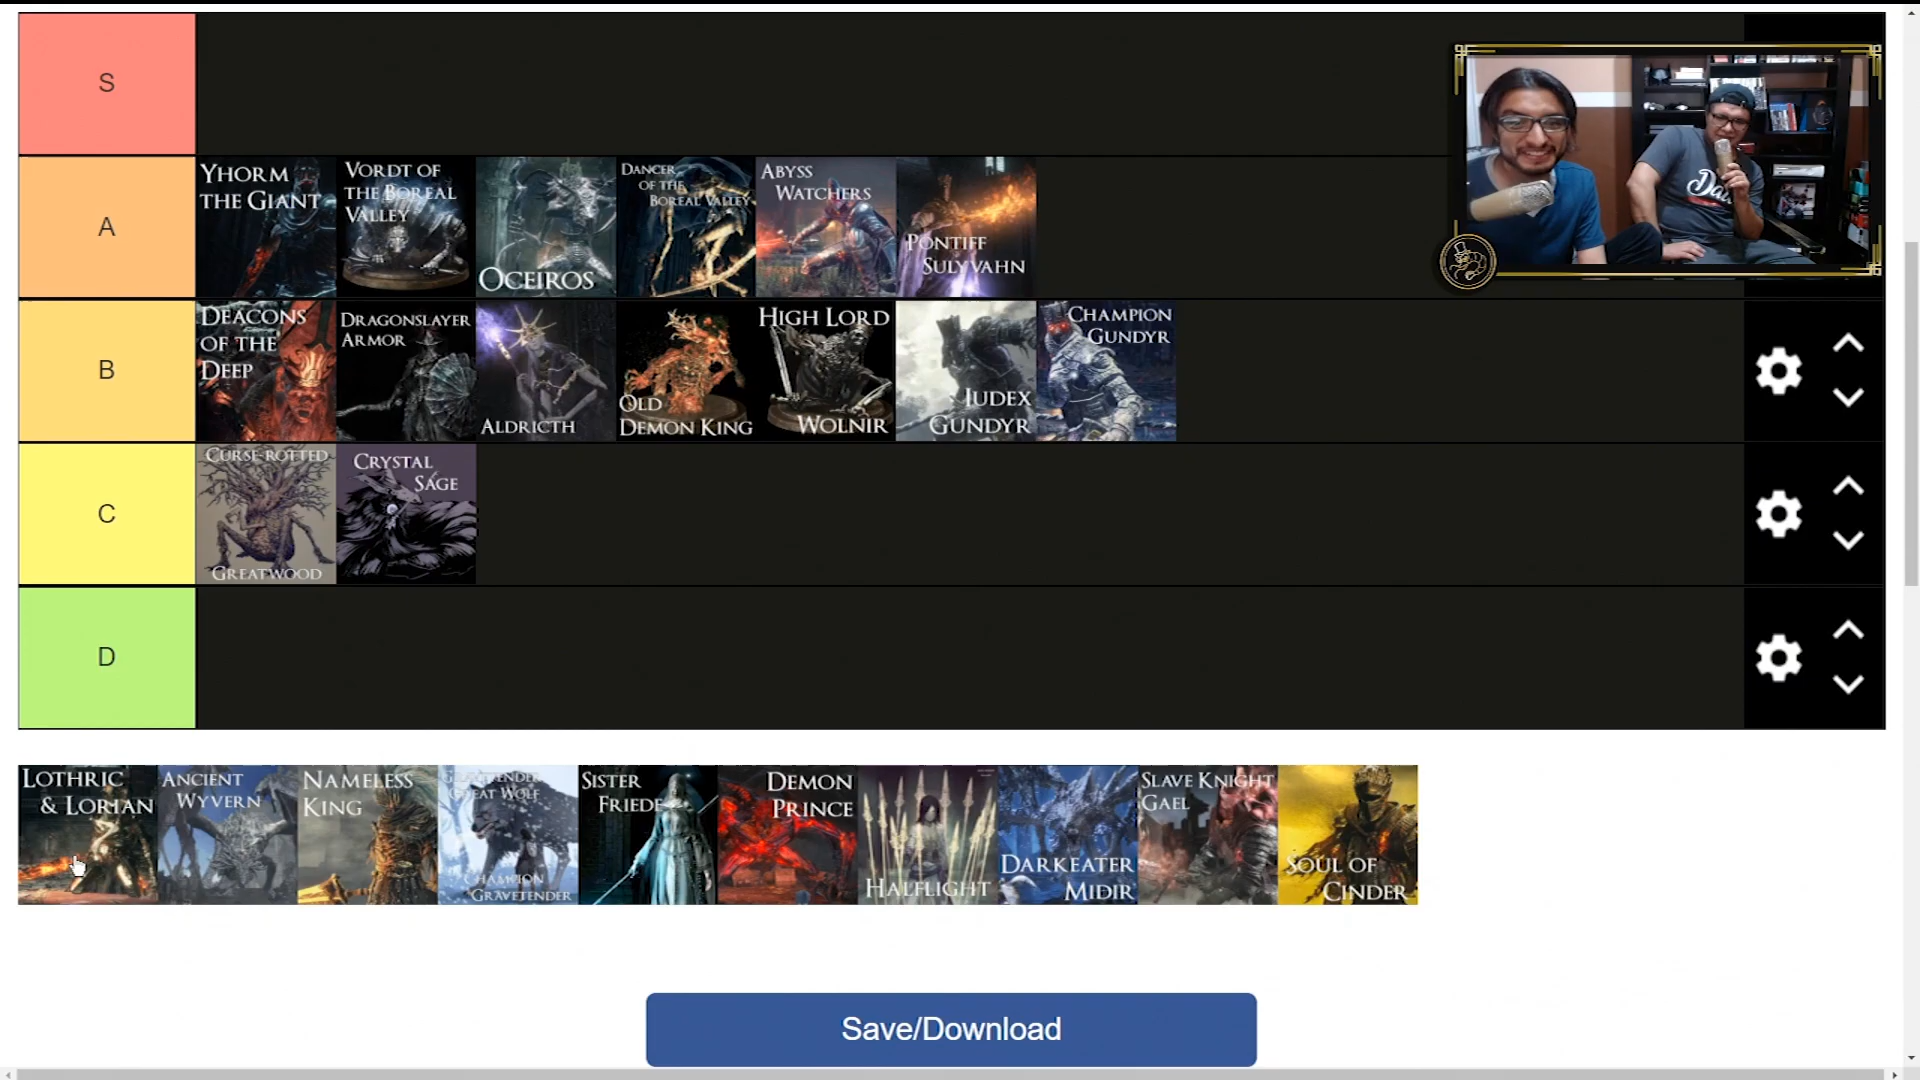 S
A
YHORM
THE GIANT
VORDT OF
THE BOREAL
VALLEY
OCEIROS
DANCER
OF THE
BOREAL VALLEY
ABYSS
WATCHERS
PONTIFF
SULYVAHN
B
DEACONS
OF THE
DEEP
DRAGONSLAYER
ARMOR
ALDRICTH
OLD
DEMON KING
HIGH LORD
WOLNIR
IUDEX
GUNDYR
CHAMPION
GUNDYR
C
CURSE-ROTTED
GREATWOOD
CRYSTAL
SAGE
D
LOTHRIC
& LORIAN
ANCIENT
WYVERN
NAMELESS
KING
GREAT WOLF
CHAMPION
GRAVETENDER
SISTER
FRIEDE
DEMON
PRINCE
HALFLIGHT
DARKEATER
MIDIR
SLAVE KNIGHT
GAEL
SOUL OF
CINDER
Save/Download